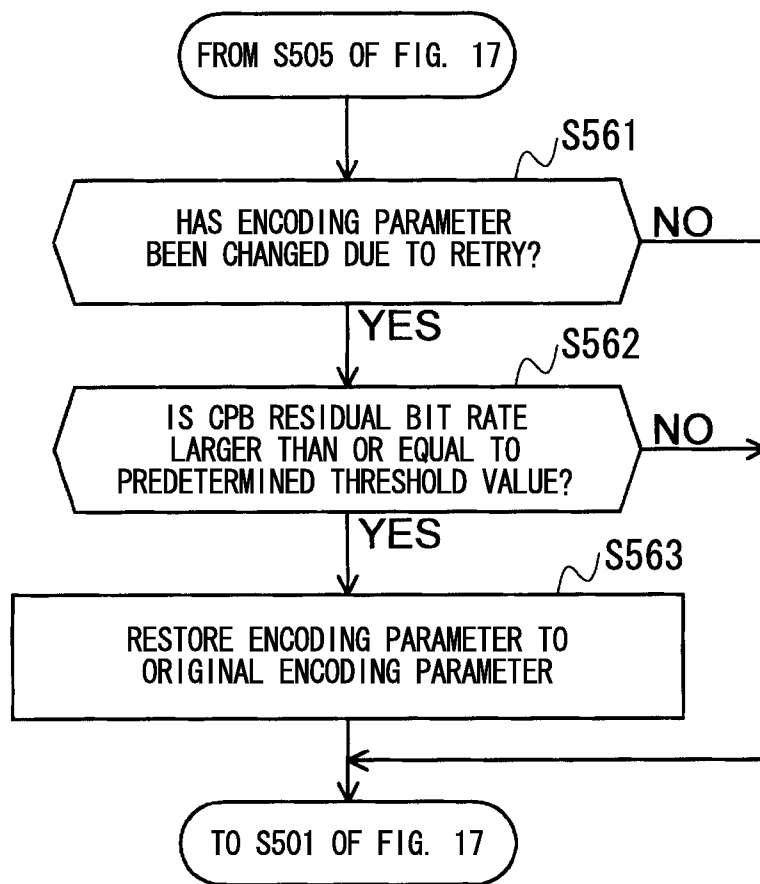 FROM S505 OF FIG. 17
S561
HAS ENCODING PARAMETER
BEEN CHANGED DUE TO RETRY?
NO
YES
S562
IS CPB RESIDUAL BIT RATE
LARGER THAN OR EQUAL TO
PREDETERMINED THRESHOLD VALUE?
NO
YES
S563
RESTORE ENCODING PARAMETER TO
ORIGINAL ENCODING PARAMETER
TO S501 OF FIG. 17